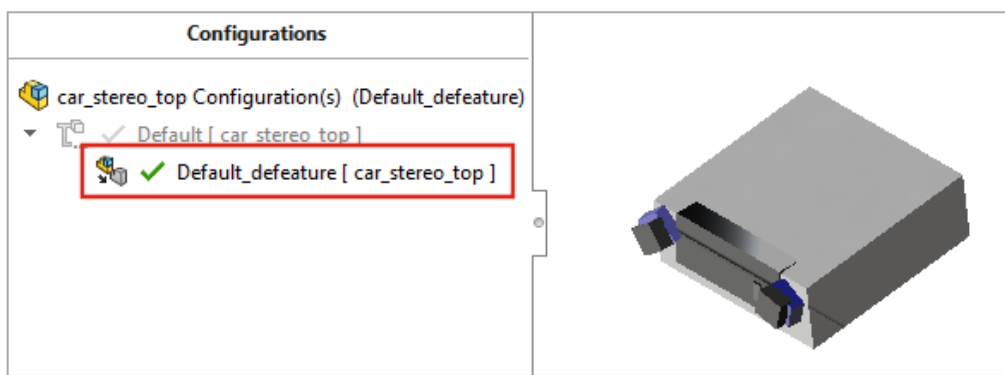 Configurations
car_stereo_top Configuration(s) (Default_defeature)
Default [ car_stereo_top ]
Default_defeature [ car_stereo_top ]